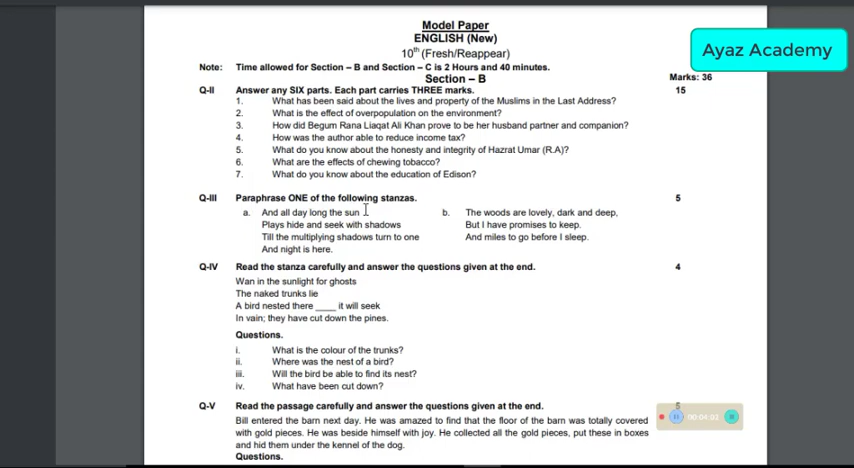 Model Paper
ENGLISH (New)
10th (Fresh/Reappear)
Ayaz Academy
Note: Time allowed for Section – B and Section – C is 2 Hours and 40 minutes.
Section – B Marks: 36
Q-II Answer any SIX parts. Each part carries THREE marks. 15
1. What has been said about the lives and property of the Muslims in the Last Address?
2. What is the effect of overpopulation on the environment?
3. How did Begum Rana Liaqat Ali Khan prove to be her husband partner and companion?
4. How was the author able to reduce income tax?
5. What do you know about the honesty and integrity of Hazrat Umar (R.A)?
6. What are the effects of chewing tobacco?
7. What do you know about the education of Edison?
Q-III Paraphrase ONE of the following stanzas. 5
a. And all day long the sun
Plays hide and seek with shadows
Till the multiplying shadows turn to one
And night is here.
b. The woods are lovely, dark and deep,
But I have promises to keep.
And miles to go before I sleep.
Q-IV Read the stanza carefully and answer the questions given at the end. 4
Wan in the sunlight for ghosts
The naked trunks lie
A bird nested there ____ it will seek
In vain; they have cut down the pines.
Questions.
i. What is the colour of the trunks?
ii. Where was the nest of a bird?
iii. Will the bird be able to find its nest?
iv. What have been cut down?
Q-V Read the passage carefully and answer the questions given at the end. 5
Bill entered the barn next day. He was amazed to find that the floor of the barn was totally covered
with gold pieces. He was beside himself with joy. He collected all the gold pieces, put these in boxes
and hid them under the kennel of the dog.
Questions.